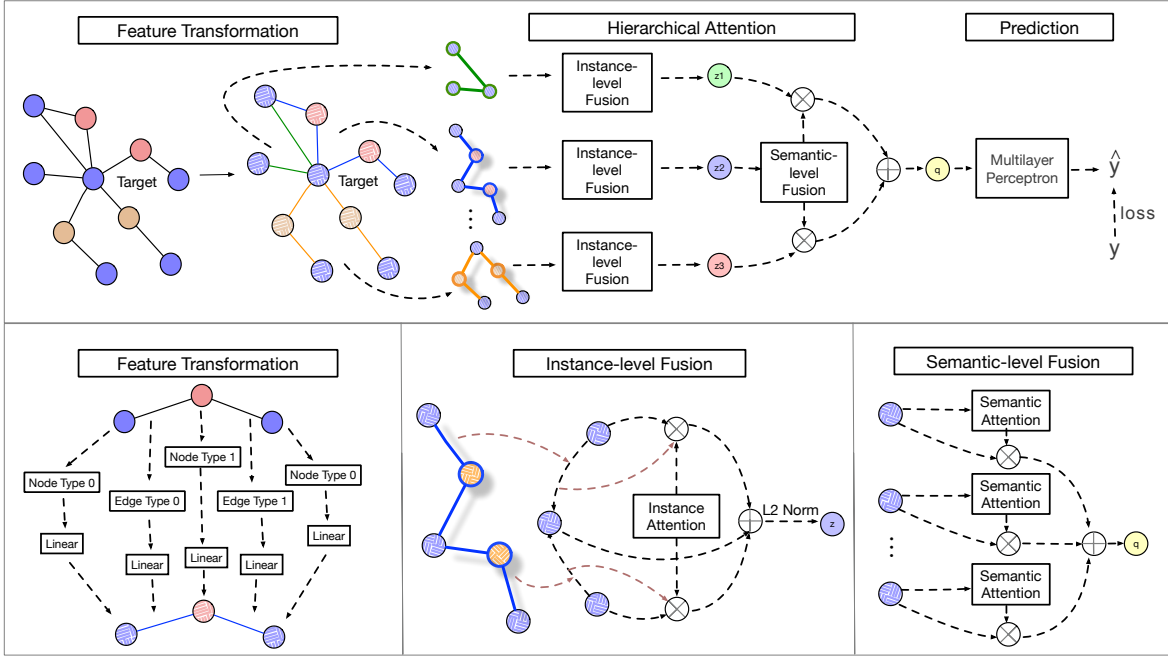 Feature Transformation
Hierarchical Attention
Prediction
Target
Target
Instance-
level
Fusion
z1
Instance-
level
Fusion
z2
Semantic-
level
Fusion
⋮
Instance-
level
Fusion
z3
q
Multilayer
Perceptron
ŷ
loss
y
Feature Transformation
Node Type 0
Node Type 1
Node Type 0
Edge Type 0
Edge Type 1
Linear
Linear
Linear
Linear
Linear
Instance-level Fusion
Instance
Attention
L2 Norm
z
Semantic-level Fusion
Semantic
Attention
Semantic
Attention
⋮
Semantic
Attention
q